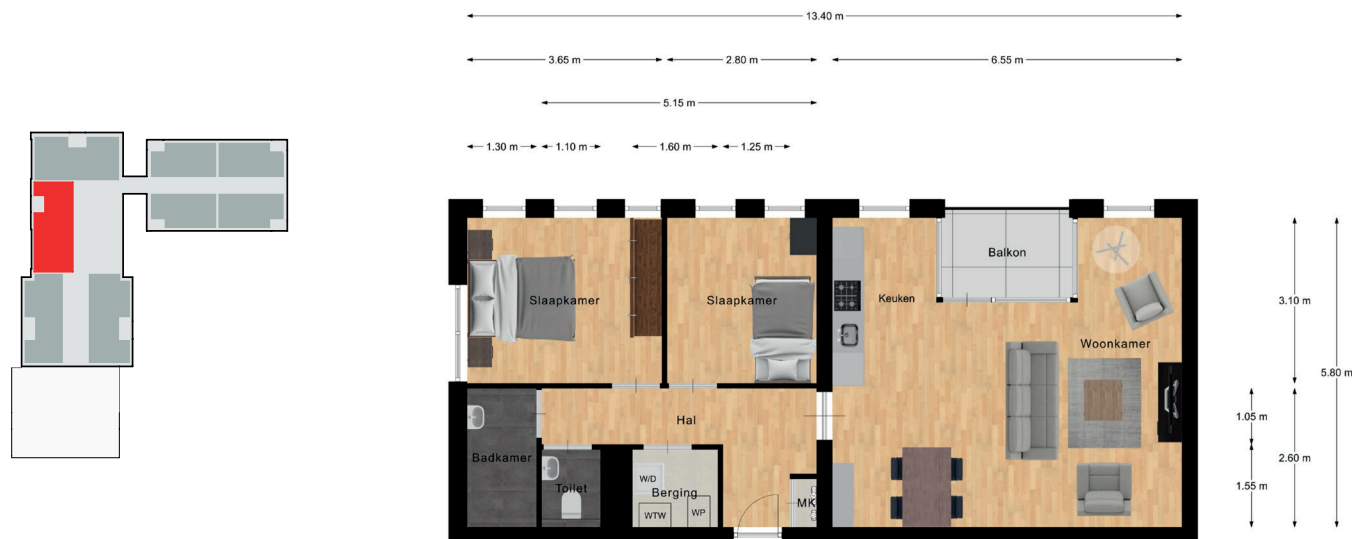 13.40 m
3.65 m
2.80 m
6.55 m
5.15 m
1.30 m
1.10 m
1.60 m
1.25 m
Balkon
Slaapkamer
Slaapkamer
Keuken
3.10 m
Woonkamer
5.80 m
1.05 m
Hal
Badkamer
2.60 m
W/D
Toilet
Berging
1.55 m
MK
WTW
WP